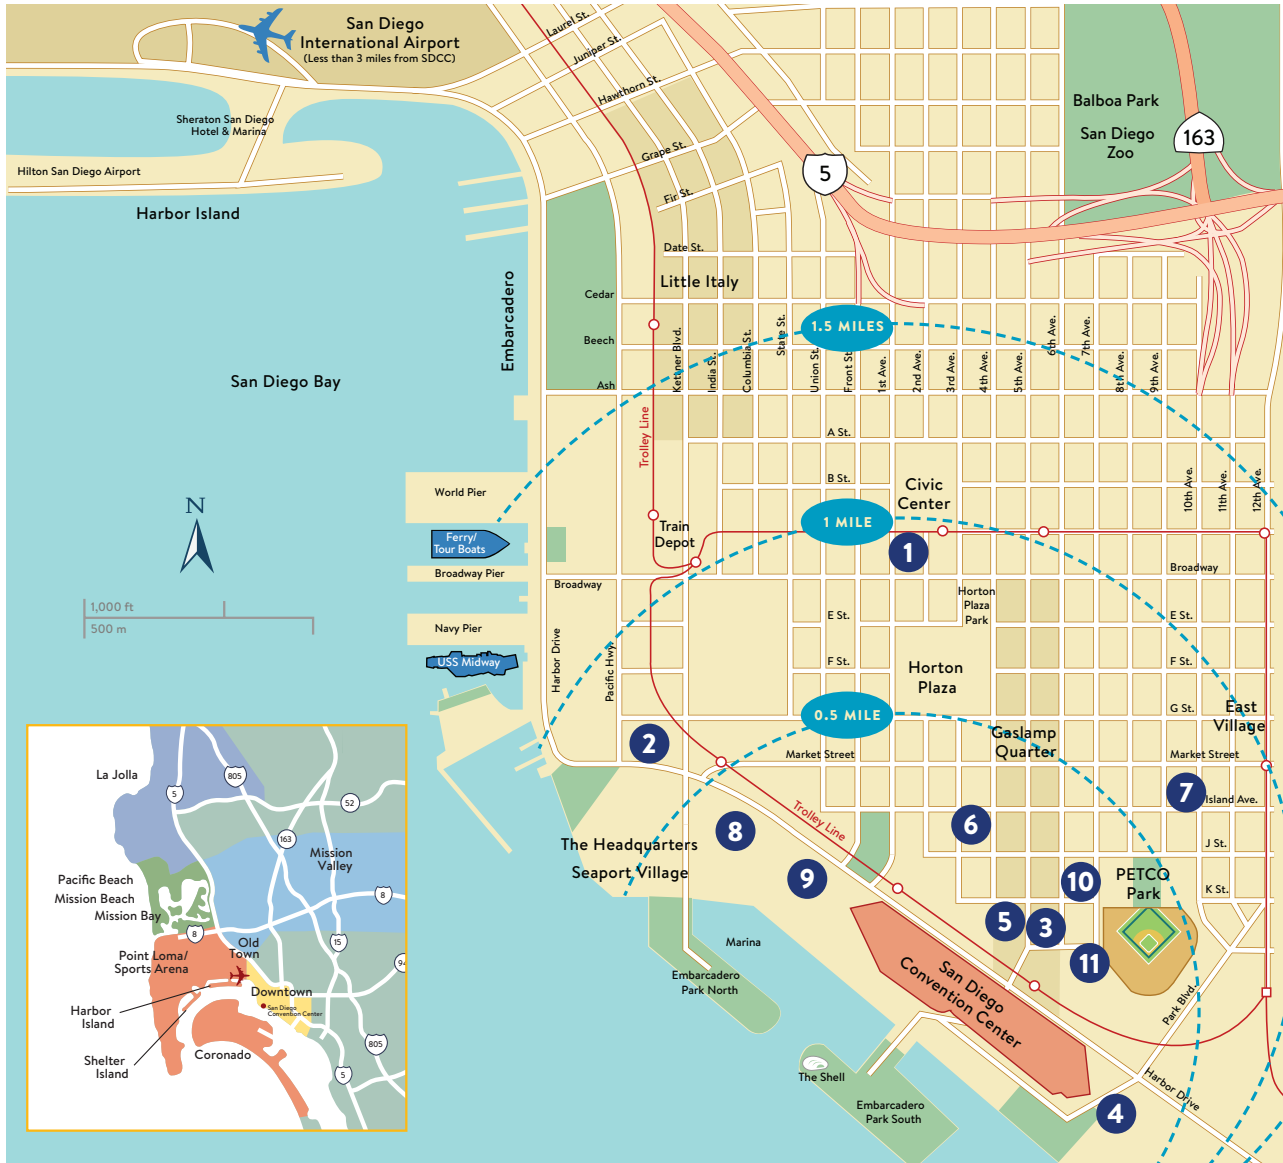 San Diego
International Airport
(Less than 3 miles from SDCC)
Laurel St.
Juniper St.
Hawthorn St.
Grape St.
Fir St.
Date St.
Little Italy
Sheraton San Diego
Hotel & Marina
Hilton San Diego Airport
Harbor Island
Balboa Park
San Diego
Zoo
163
5
Embarcadero
San Diego Bay
Cedar
Beech
Ash
1.5 MILES
Kettner Blvd.
India St.
Columbia St.
State St.
Union St.
Front St.
1st Ave.
2nd Ave.
3rd Ave.
4th Ave.
5th Ave.
6th Ave.
7th Ave.
8th Ave.
9th Ave.
Trolley Line
A St.
B St.
Civic
Center
10th Ave.
11th Ave.
12th Ave.
N
World Pier
Ferry/
Tour Boats
Broadway Pier
Navy Pier
USS Midway
1,000 ft
500 m
Train
Depot
1 MILE
1
Broadway
Broadway
Harbor Drive
Pacific Hwy.
Horton
Plaza
Park
E St.
E St.
F St.
F St.
Horton
Plaza
G St.
East
Village
0.5 MILE
Gaslamp
Quarter
2
Market Street
Market Street
7
Island Ave.
Trolley Line
8
6
J St.
The Headquarters
Seaport Village
9
10
PETCO
Park
K St.
5
3
11
Marina
Embarcadero
Park North
San Diego
Convention Center
Park Blvd.
The Shell
Embarcadero
Park South
Harbor Drive
4
La Jolla
805
5
52
163
Mission
Valley
Pacific Beach
Mission Beach
Mission Bay
8
8
15
94
Old
Town
Point Loma/
Sports Arena
Downtown
San Diego
Convention Center
Harbor
Island
Shelter
Island
Coronado
805
5